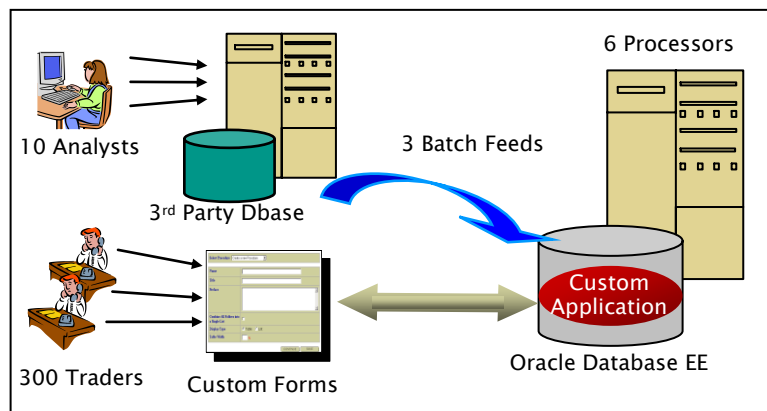 6 Processors
10 Analysts
3 Batch Feeds
3rd Party Dbase
Custom
Application
300 Traders
Custom Forms
Oracle Database EE